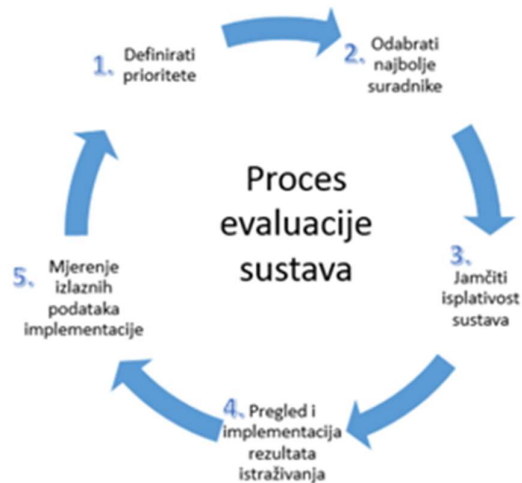 1. Definirati
prioritete
2. Odabrati
najbolje
suradnike
Proces
evaluacije
sustava
3.
Jamčiti
isplativost
sustava
4. Pregled i
implementacija
rezultata
istraživanja
5. Mjerenje
izlaznih
podataka
implementacije